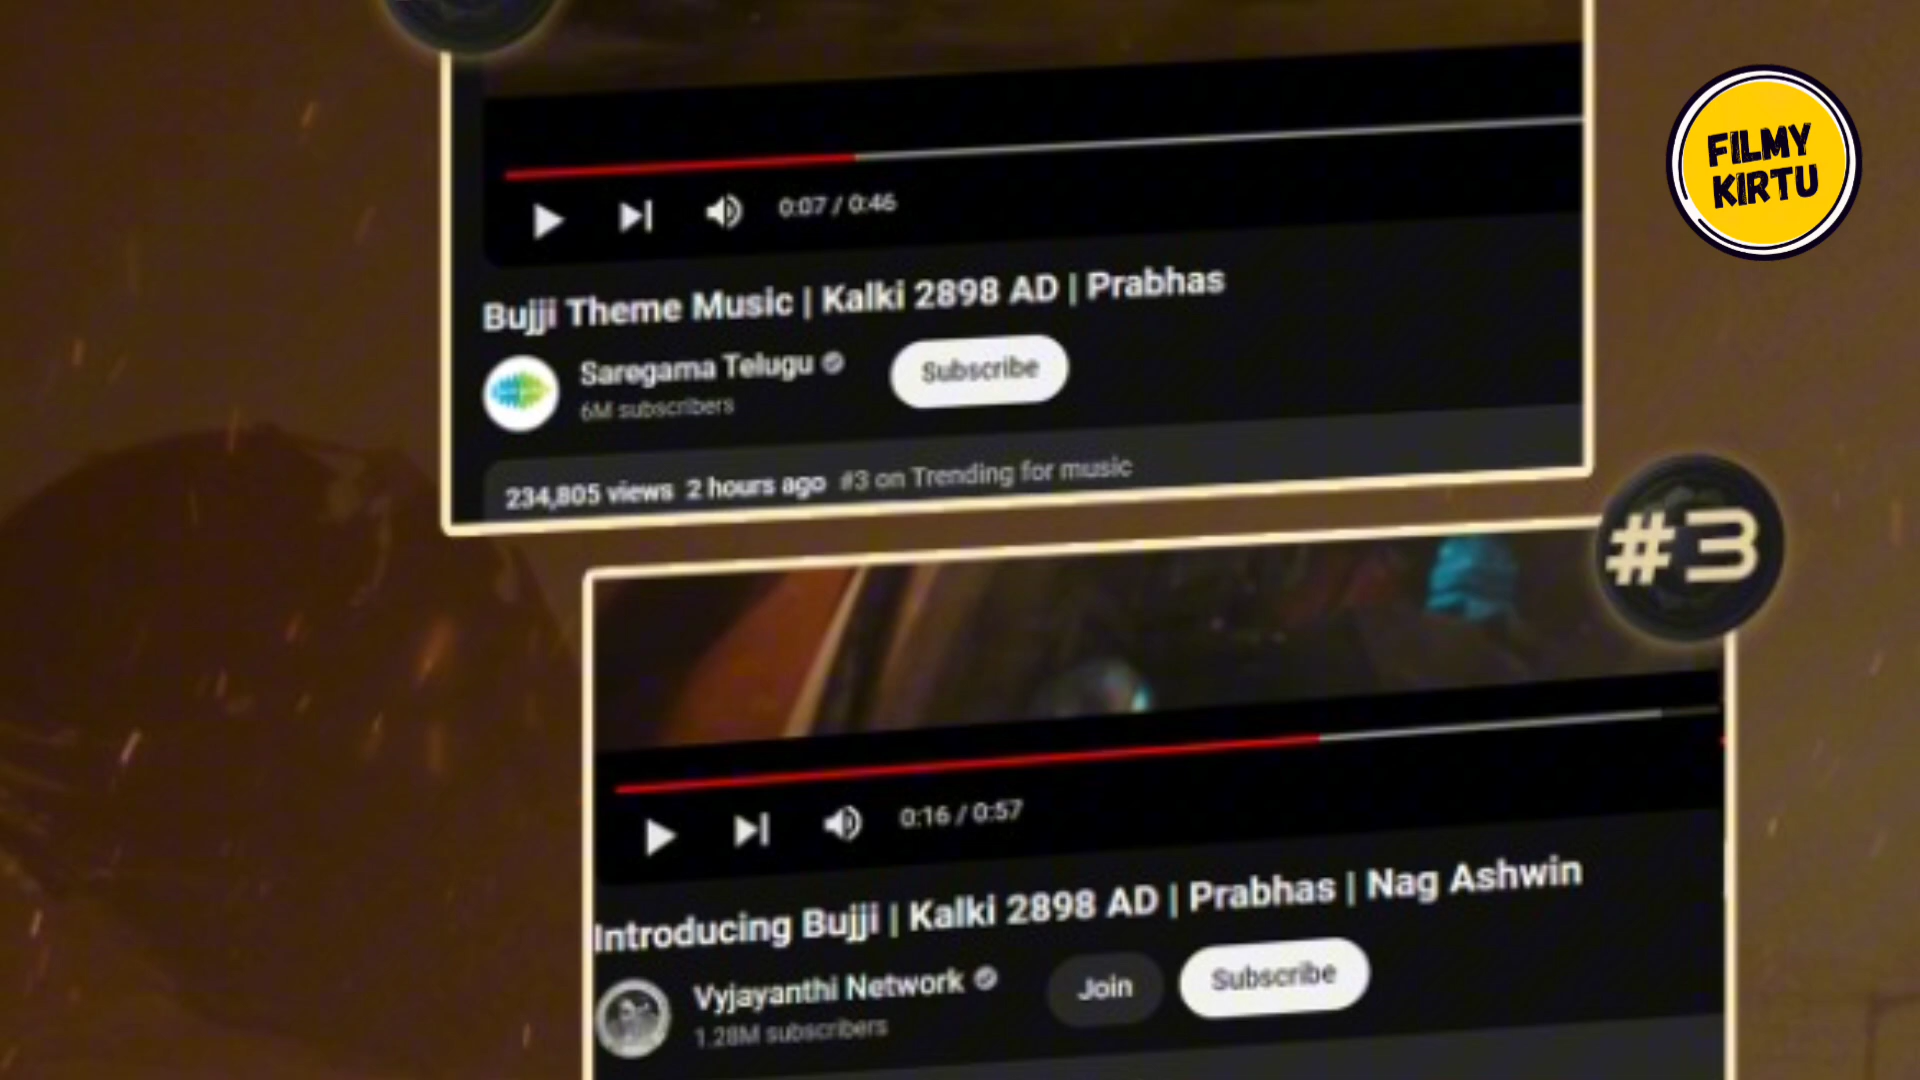 FILMY
KIRTU
0:07 / 0:46
Bujji Theme Music | Kalki 2898 AD | Prabhas
Saregama Telugu
Subscribe
6M subscribers
234,805 views 2 hours ago #3 on Trending for music
#3
0:16 / 0:57
Introducing Bujji | Kalki 2898 AD | Prabhas | Nag Ashwin
Vyjayanthi Network
Join
Subscribe
1.28M subscribers